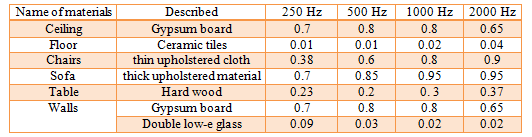 Name of materials Described 250 Hz 500 Hz 1000 Hz 2000 Hz
Ceiling Gypsum board 0.7 0.8 0.8 0.65
Floor Ceramic tiles 0.01 0.01 0.02 0.04
Chairs thin upholstered cloth 0.38 0.6 0.8 0.9
Sofa thick upholstered material 0.7 0.85 0.95 0.95
Table Hard wood 0.23 0.2 0.3 0.37
Walls Gypsum board 0.7 0.8 0.8 0.65
Double low-e glass 0.09 0.03 0.02 0.02